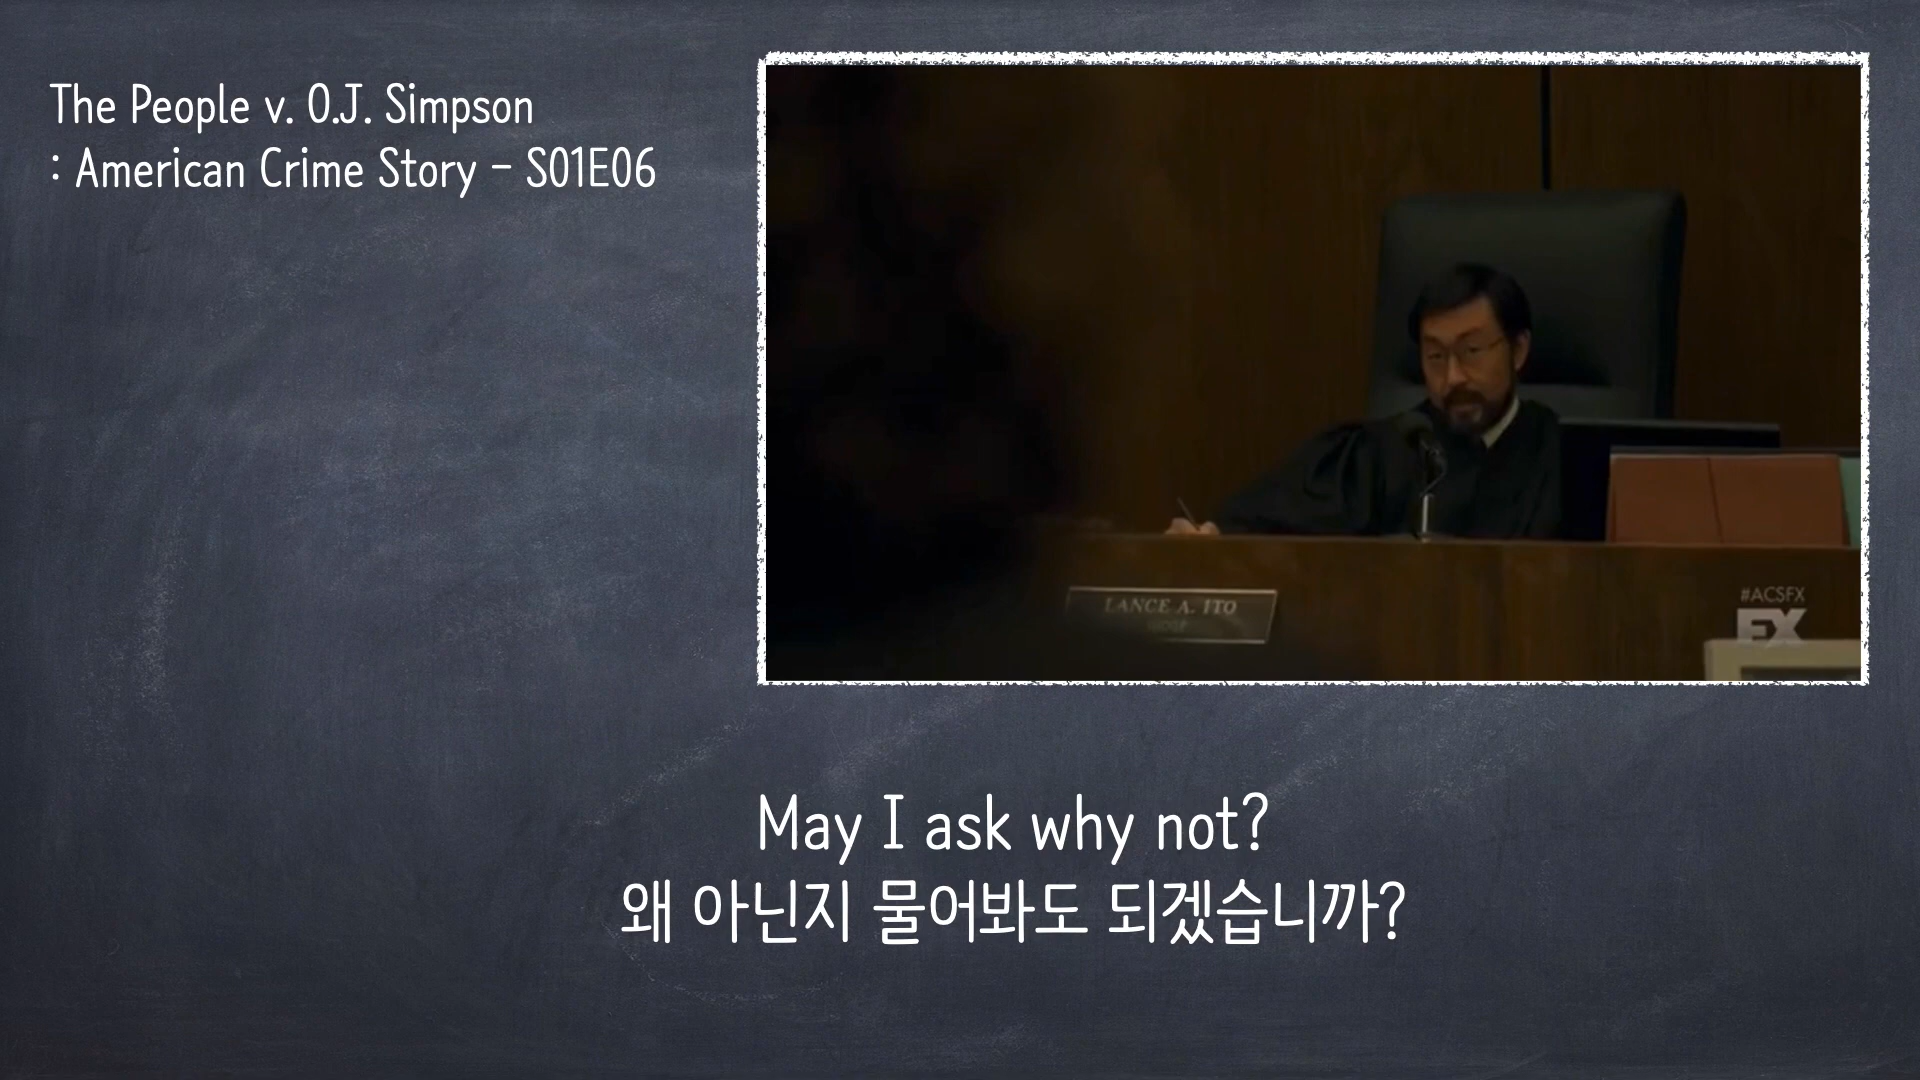 The People v. O.J. Simpson
: American Crime Story - S01E06
LANCE A. ITO
JUDGE
#ACSFX
FX
May I ask why not?
왜 아닌지 물어봐도 되겠습니까?